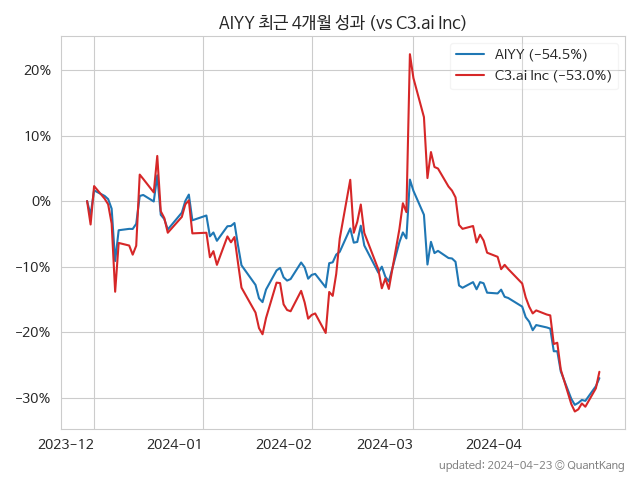 AIYY 최근 4개월 성과 (vs C3.ai Inc)
AIYY (−54.5%)
C3.ai Inc (−53.0%)
20%
10%
0%
−10%
−20%
−30%
2023−12
2024−01
2024−02
2024−03
2024−04
updated: 2024−04−23 © QuantKang